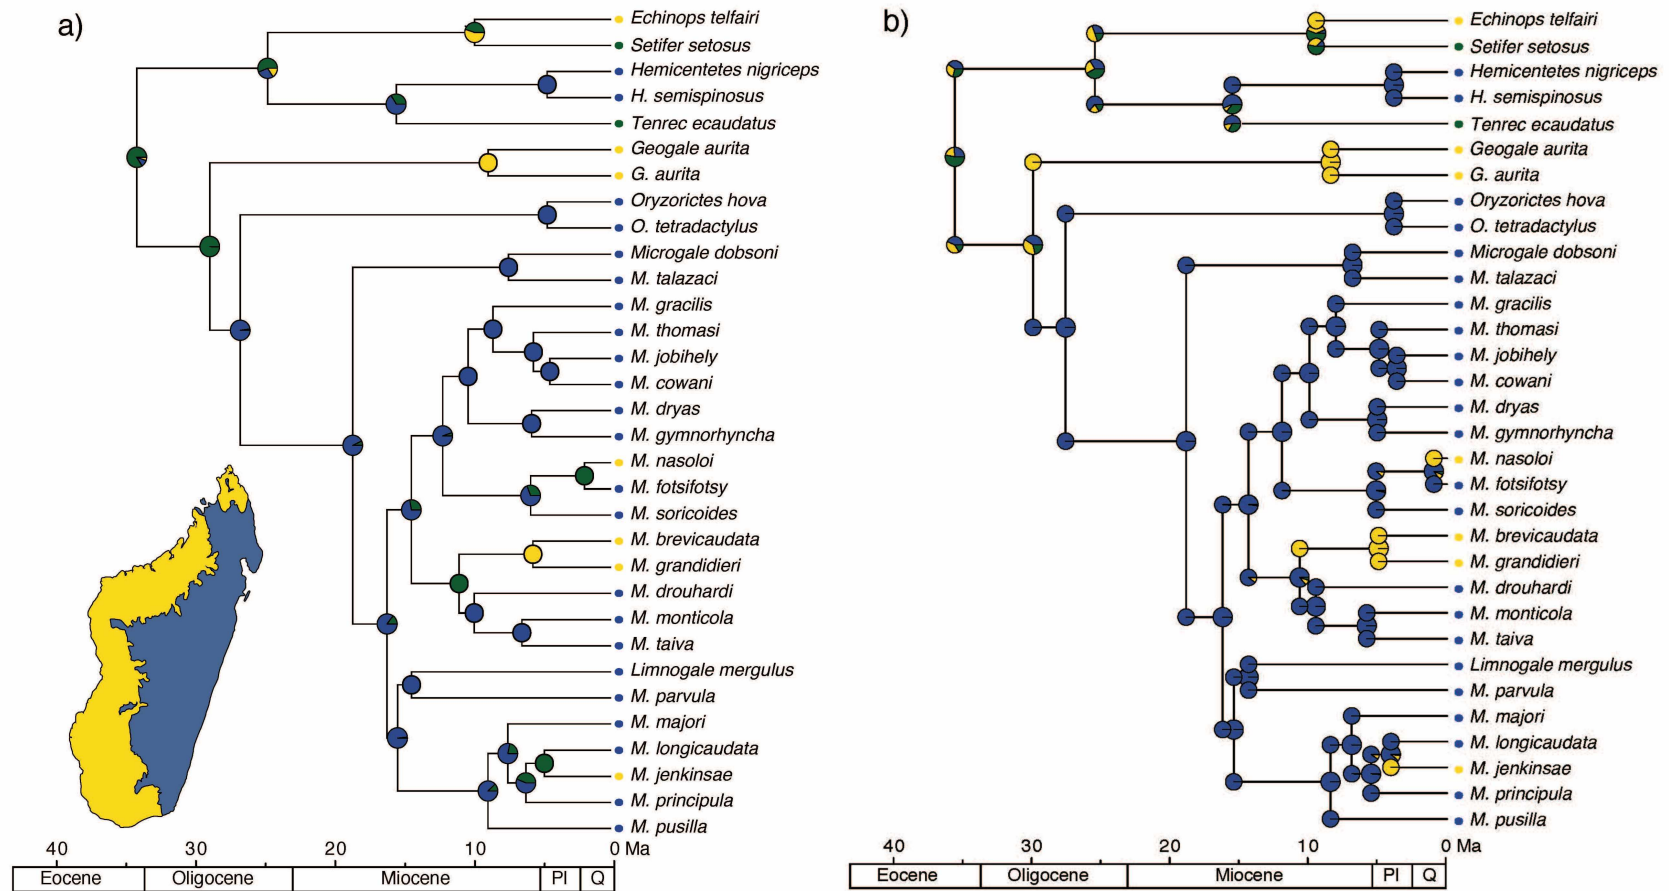 a)
Echinops telfairi
Setifer setosus
Hemicentetes nigriceps
H. semispinosus
Tenrec ecaudatus
Geogale aurita
G. aurita
Oryzorictes hova
O. tetradactylus
Microgale dobsoni
M. talazaci
M. gracilis
M. thomasi
M. jobihely
M. cowani
M. dryas
M. gymnorhyncha
M. nasoloi
M. fotsifotsy
M. soricoides
M. brevicaudata
M. grandidieri
M. drouhardi
M. monticola
M. taiva
Limnogale mergulus
M. parvula
M. majori
M. longicaudata
M. jenkinsae
M. principula
M. pusilla
40 30 20 10 0 Ma
Eocene Oligocene Miocene Pl Q
b)
Echinops telfairi
Setifer setosus
Hemicentetes nigriceps
H. semispinosus
Tenrec ecaudatus
Geogale aurita
G. aurita
Oryzorictes hova
O. tetradactylus
Microgale dobsoni
M. talazaci
M. gracilis
M. thomasi
M. jobihely
M. cowani
M. dryas
M. gymnorhyncha
M. nasoloi
M. fotsifotsy
M. soricoides
M. brevicaudata
M. grandidieri
M. drouhardi
M. monticola
M. taiva
Limnogale mergulus
M. parvula
M. majori
M. longicaudata
M. jenkinsae
M. principula
M. pusilla
40 30 20 10 0 Ma
Eocene Oligocene Miocene Pl Q